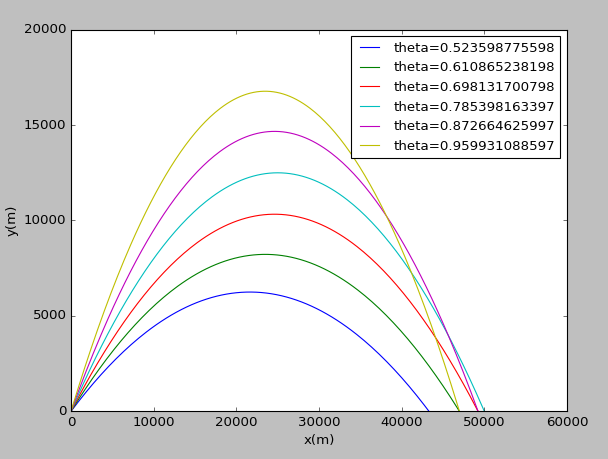 20000
15000
10000
5000
0
y(m)
theta=0.523598775598
theta=0.610865238198
theta=0.698131700798
theta=0.785398163397
theta=0.872664625997
theta=0.959931088597
0 10000 20000 30000 40000 50000 60000
x(m)